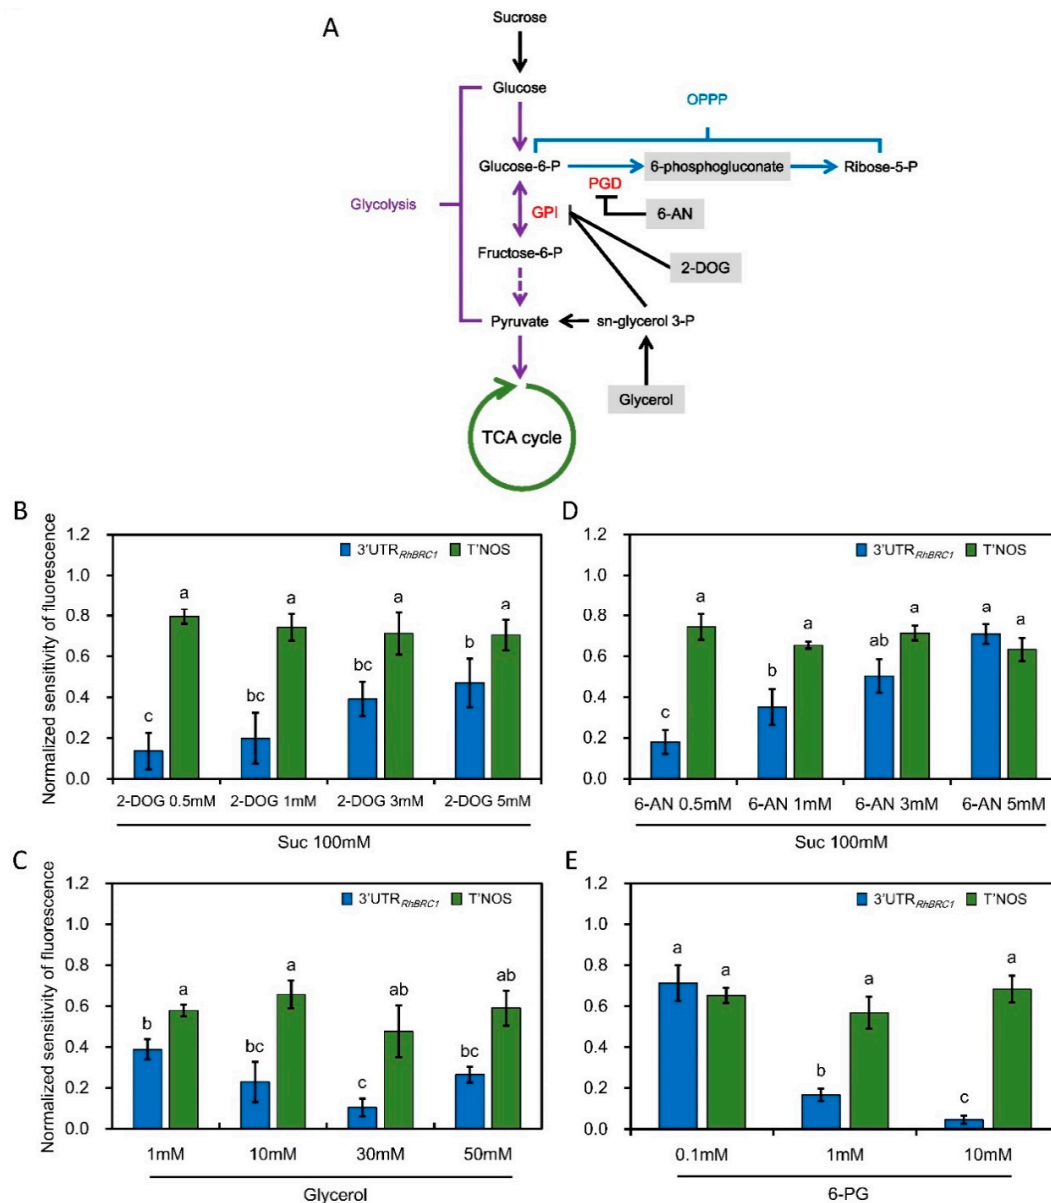 A
Sucrose
Glucose
OPPP
Glucose-6-P
6-phosphogluconate
Ribose-5-P
PGD
Glycolysis
GPI
6-AN
Fructose-6-P
2-DOG
Pyruvate
sn-glycerol 3-P
Glycerol
TCA cycle
B
Normalized sensitivity of fluorescence
1.2
1.0
0.8
0.6
0.4
0.2
0.0
3'UTRRhBRC1
T'NOS
c
a
bc
a
bc
a
b
a
2-DOG 0.5mM
2-DOG 1mM
2-DOG 3mM
2-DOG 5mM
Suc 100mM
D
1.2
1.0
0.8
0.6
0.4
0.2
0.0
3'UTRRhBRC1
T'NOS
c
a
b
a
ab
a
a
a
6-AN 0.5mM
6-AN 1mM
6-AN 3mM
6-AN 5mM
Suc 100mM
C
Normalized sensitivity of fluorescence
1.2
1.0
0.8
0.6
0.4
0.2
0.0
3'UTRRhBRC1
T'NOS
b
a
bc
a
c
ab
bc
ab
1mM
10mM
30mM
50mM
Glycerol
E
1.2
1.0
0.8
0.6
0.4
0.2
0.0
3'UTRRhBRC1
T'NOS
a
a
b
a
c
a
0.1mM
1mM
10mM
6-PG